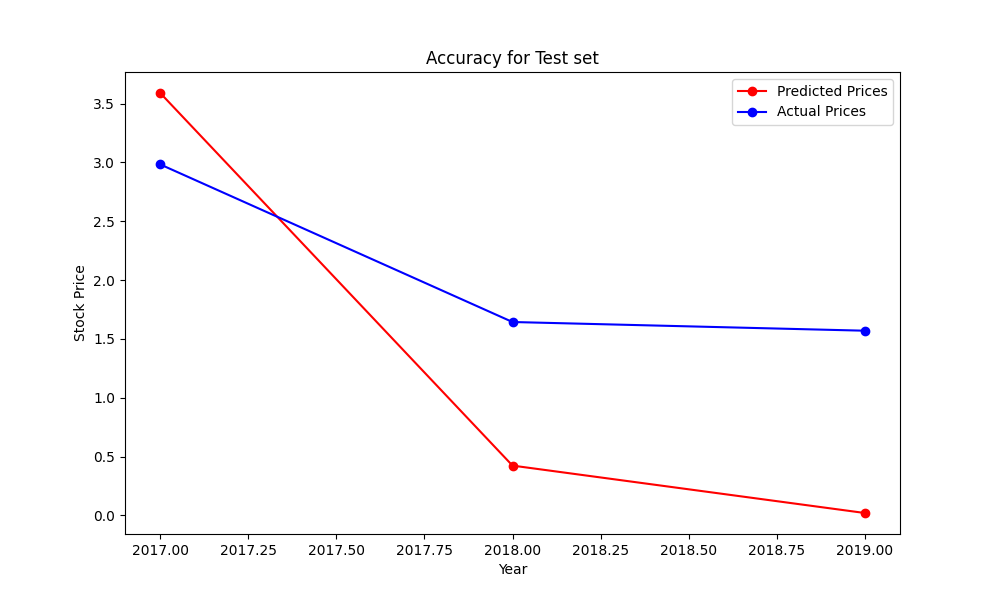 Accuracy for Test set
Predicted Prices
Actual Prices
Stock Price
3.5
3.0
2.5
2.0
1.5
1.0
0.5
0.0
2017.00 2017.25 2017.50 2017.75 2018.00 2018.25 2018.50 2018.75 2019.00
Year